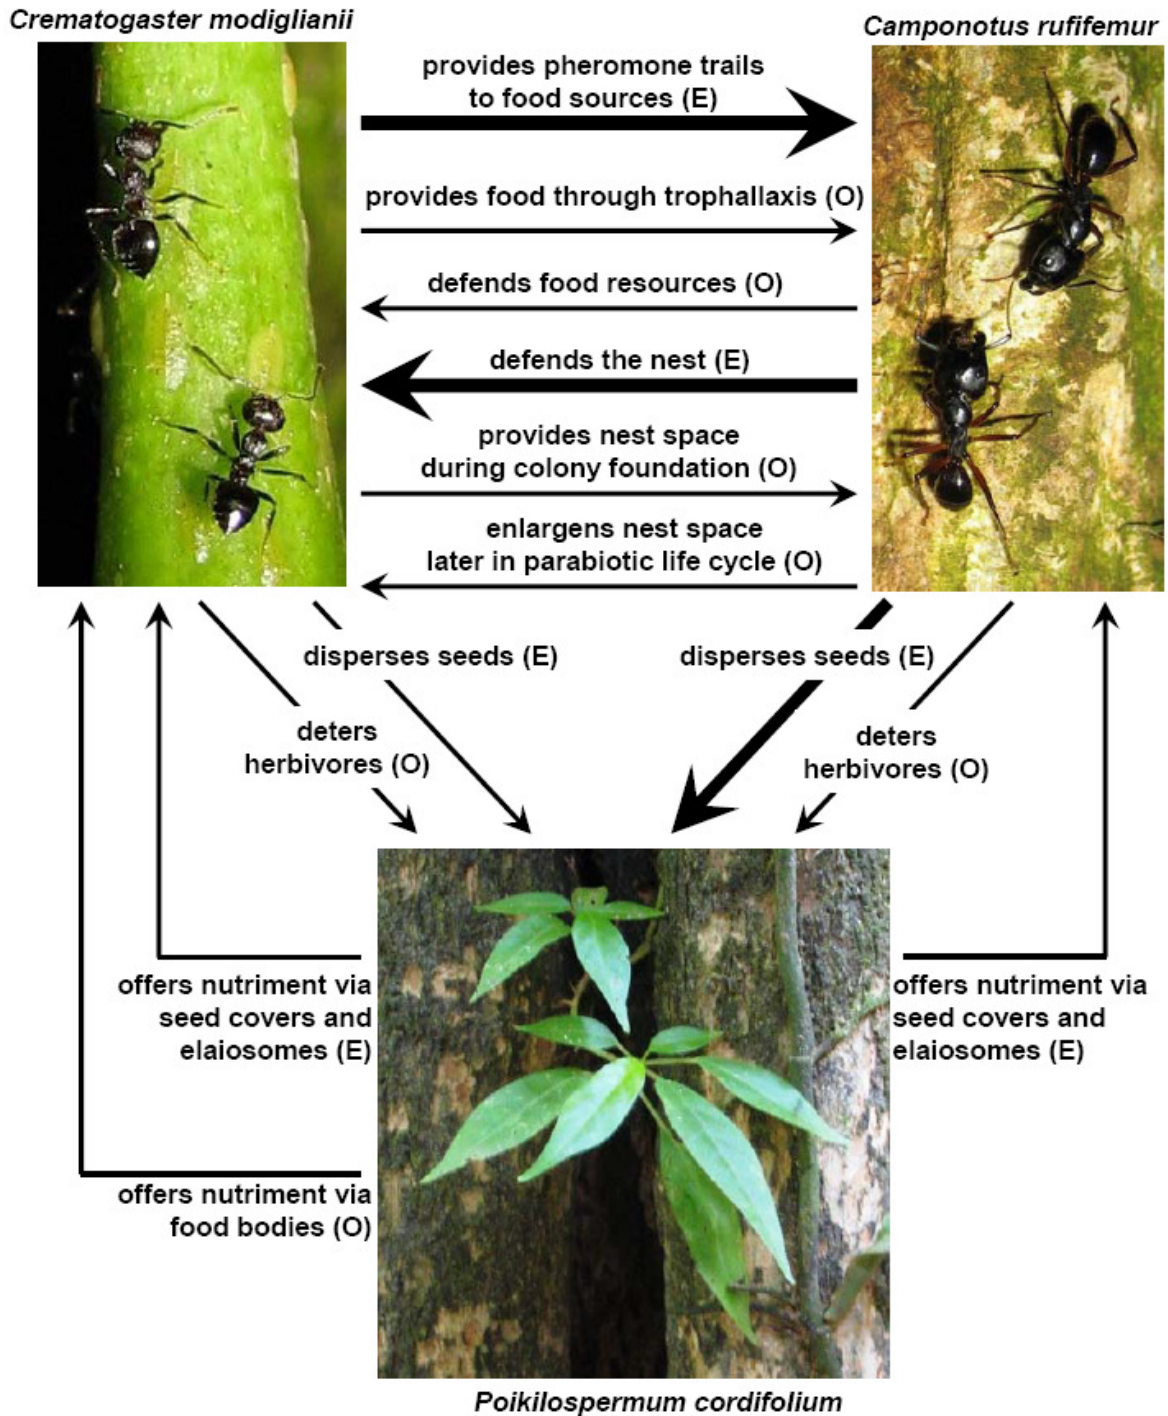 Crematogaster modiglianii
Camponotus rufifemur
provides pheromone trails
to food sources (E)
provides food through trophallaxis (O)
defends food resources (O)
defends the nest (E)
provides nest space
during colony foundation (O)
enlargens nest space
later in parabiotic life cycle (O)
disperses seeds (E)
disperses seeds (E)
deters
herbivores (O)
deters
herbivores (O)
offers nutriment via
seed covers and
elaiosomes (E)
offers nutriment via
seed covers and
elaiosomes (E)
offers nutriment via
food bodies (O)
Poikilospermum cordifolium